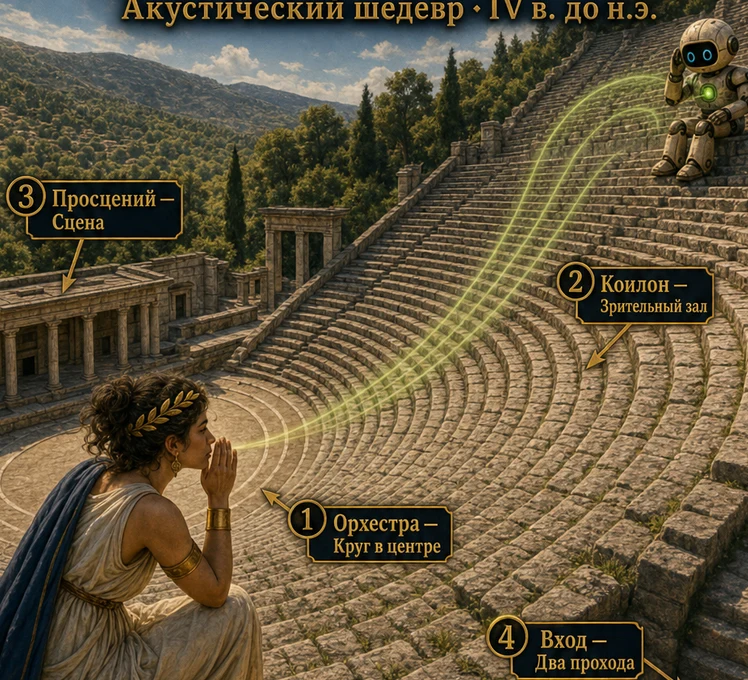 Акустический шедевр • IV в. до н.э.
3 Просцений –
Сцена
2 Коилон –
Зрительный зал
1 Орхестра –
Круг в центре
4 Вход –
Два прохода